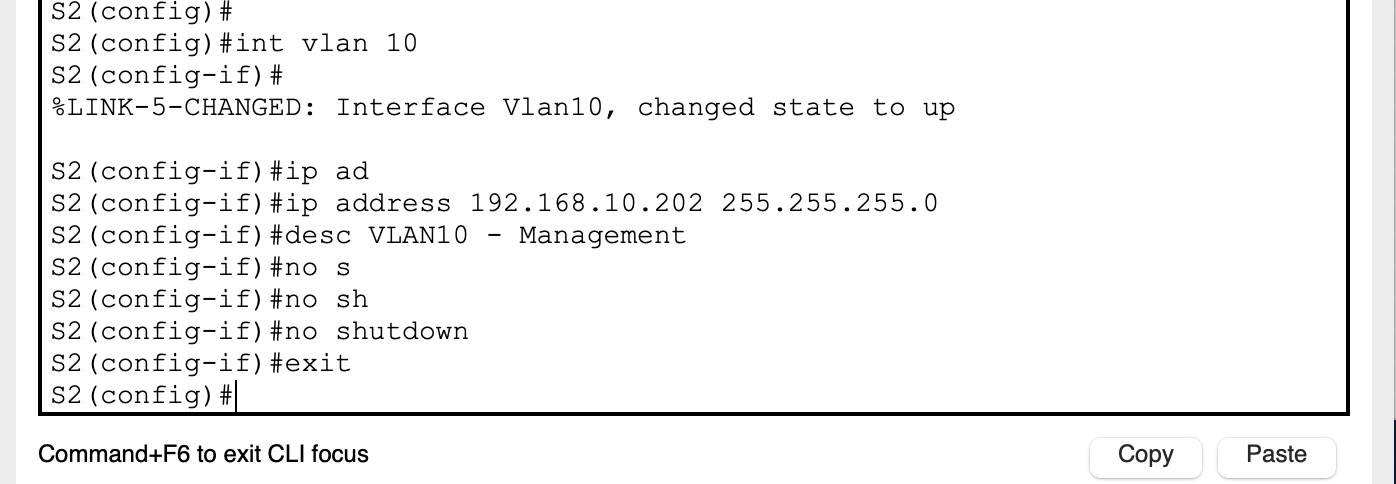 S2(config)#
S2(config)#int vlan 10
S2(config-if)#
%LINK-5-CHANGED: Interface Vlan10, changed state to up
S2(config-if)#ip ad
S2(config-if)#ip address 192.168.10.202 255.255.255.0
S2(config-if)#desc VLAN10 - Management
S2(config-if)#no s
S2(config-if)#no sh
S2(config-if)#no shutdown
S2(config-if)#exit
S2(config)#
Command+F6 to exit CLI focus
Copy
Paste